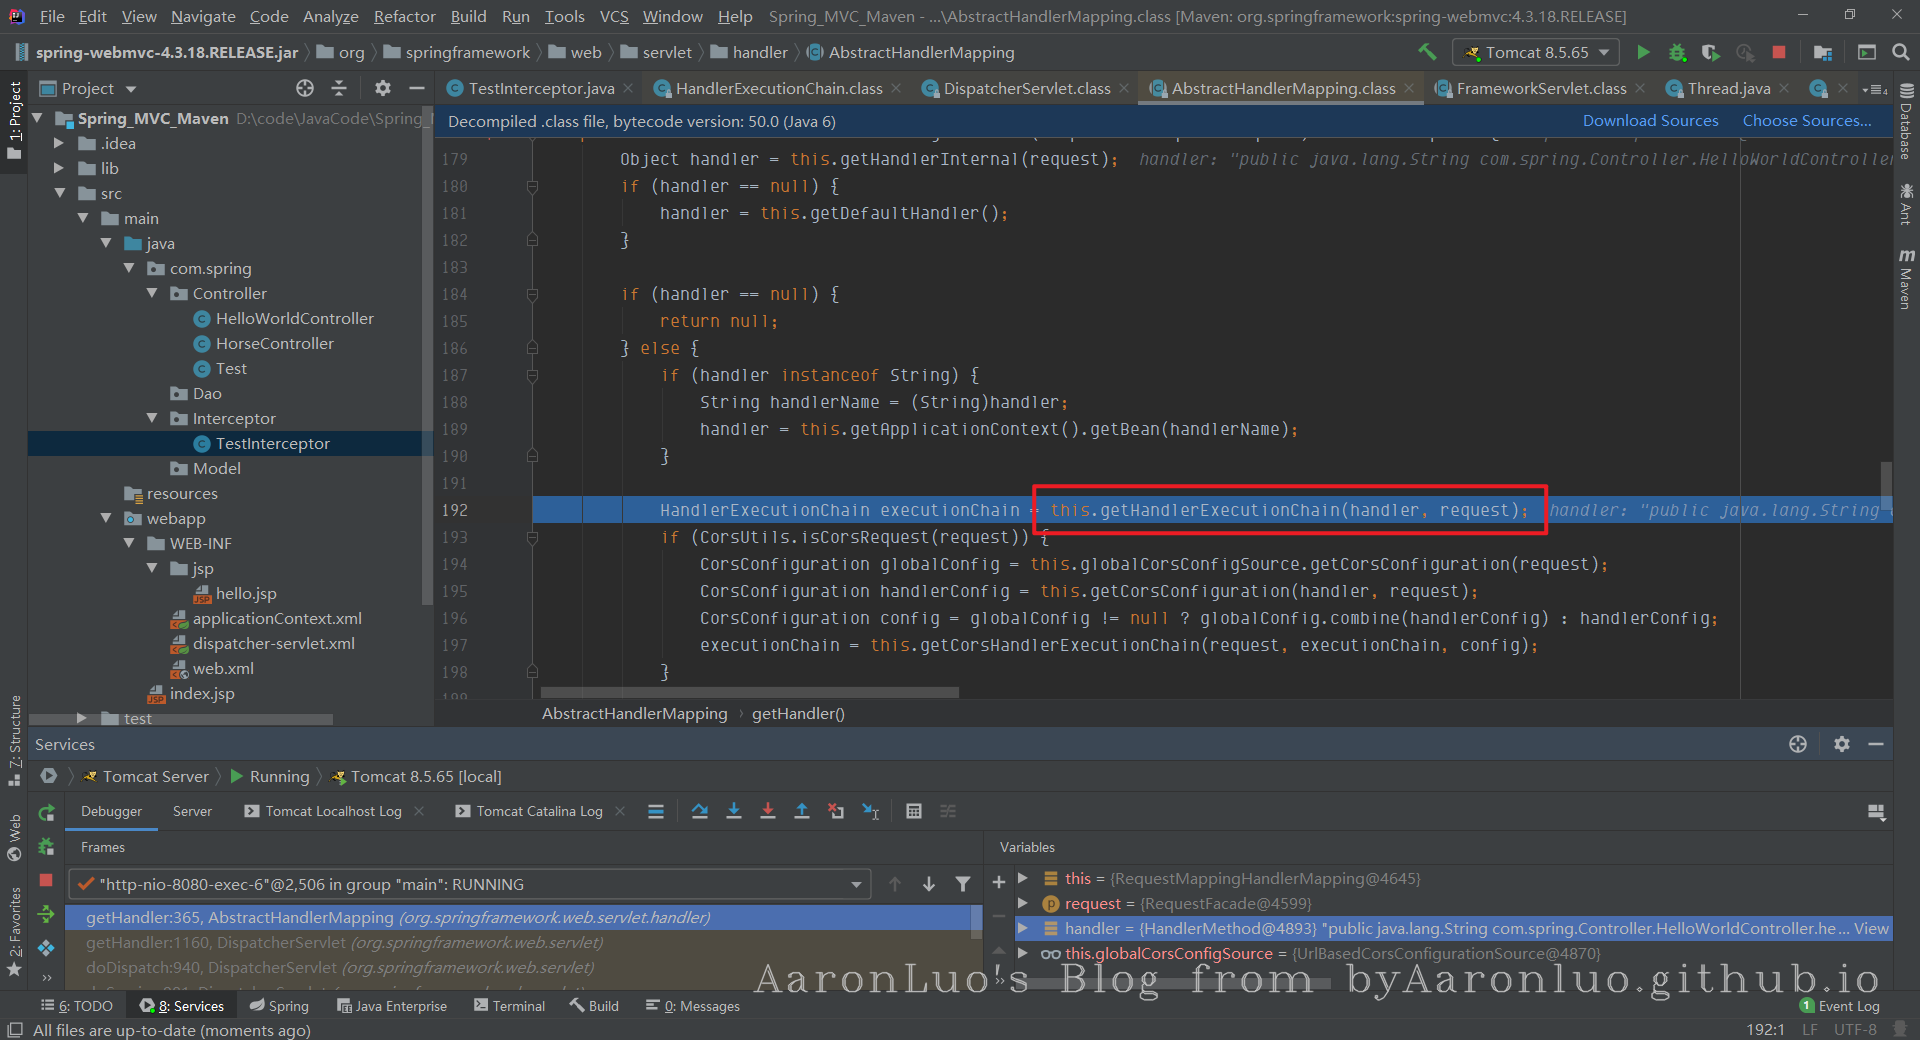 File Edit View Navigate Code Analyze Refactor Build Run Tools VCS Window Help Spring_MVC_Maven - ...\AbstractHandlerMapping.class [Maven: org.springframework:spring-webmvc:4.3.18.RELEASE]
spring-webmvc-4.3.18.RELEASE.jar org springframework web servlet handler AbstractHandlerMapping Tomcat 8.5.65
Project TestInterceptor.java HandlerExecutionChain.class DispatcherServlet.class AbstractHandlerMapping.class FrameworkServlet.class Thread.java
Decompiled .class file, bytecode version: 50.0 (Java 6) Download Sources Choose Sources...
1: Project
7: Structure
Web
2: Favorites
Spring_MVC_Maven D:\code\JavaCode\Spring_
.idea
lib
src
main
java
com.spring
Controller
HelloWorldController
HorseController
Test
Dao
Interceptor
TestInterceptor
Model
resources
webapp
WEB-INF
jsp
hello.jsp
applicationContext.xml
dispatcher-servlet.xml
web.xml
index.jsp
test
179 Object handler = this.getHandlerInternal(request); handler: "public java.lang.String com.spring.Controller.HelloWorldController
180 if (handler == null) {
181 handler = this.getDefaultHandler();
182 }
183
184 if (handler == null) {
185 return null;
186 } else {
187 if (handler instanceof String) {
188 String handlerName = (String)handler;
189 handler = this.getApplicationContext().getBean(handlerName);
190 }
191
192 HandlerExecutionChain executionChain = this.getHandlerExecutionChain(handler, request); handler: "public java.lang.String
193 if (CorsUtils.isCorsRequest(request)) {
194 CorsConfiguration globalConfig = this.globalCorsConfigSource.getCorsConfiguration(request);
195 CorsConfiguration handlerConfig = this.getCorsConfiguration(handler, request);
196 CorsConfiguration config = globalConfig != null ? globalConfig.combine(handlerConfig) : handlerConfig;
197 executionChain = this.getCorsHandlerExecutionChain(request, executionChain, config);
198 }
199
AbstractHandlerMapping › getHandler()
Database
Ant
Maven
Services
Tomcat Server Running Tomcat 8.5.65 [local]
Debugger Server Tomcat Localhost Log Tomcat Catalina Log
Frames
"http-nio-8080-exec-6"@2,506 in group "main": RUNNING
getHandler:365, AbstractHandlerMapping (org.springframework.web.servlet.handler)
getHandler:1160, DispatcherServlet (org.springframework.web.servlet)
doDispatch:940, DispatcherServlet (org.springframework.web.servlet)
Variables
this = {RequestMappingHandlerMapping@4645}
request = {RequestFacade@4599}
handler = {HandlerMethod@4893} "public java.lang.String com.spring.Controller.HelloWorldController.he... View
this.globalCorsConfigSource = {UrlBasedCorsConfigurationSource@4870}
AaronLuo's Blog from byAaronluo.github.io
6: TODO 8: Services Spring Java Enterprise Terminal Build 0: Messages 1 Event Log
All files are up-to-date (moments ago) 192:1 LF UTF-8